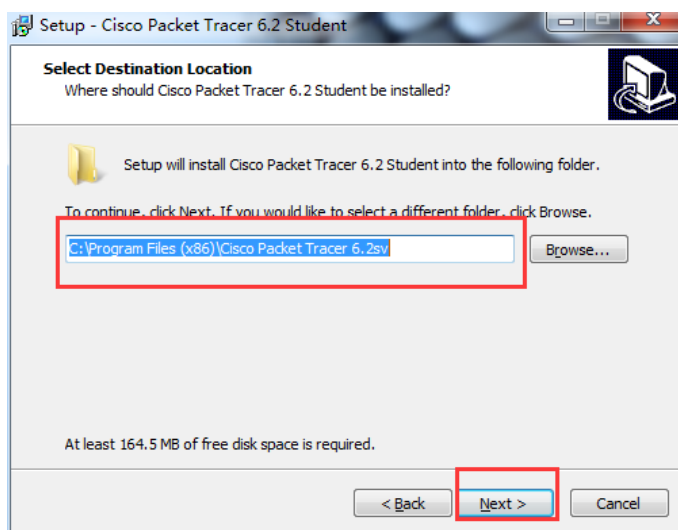 Setup - Cisco Packet Tracer 6.2 Student
Select Destination Location
Where should Cisco Packet Tracer 6.2 Student be installed?
Setup will install Cisco Packet Tracer 6.2 Student into the following folder.
To continue, click Next. If you would like to select a different folder, click Browse.
C:\Program Files (x86)\Cisco Packet Tracer 6.2sv
Browse...
At least 164.5 MB of free disk space is required.
< Back
Next >
Cancel